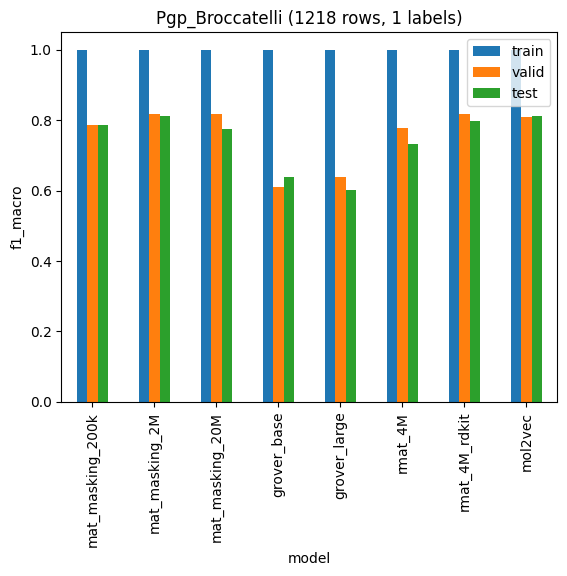 Pgp_Broccatelli (1218 rows, 1 labels)
train
valid
test
f1_macro
1.0
0.8
0.6
0.4
0.2
0.0
mat_masking_200k
mat_masking_2M
mat_masking_20M
grover_base
grover_large
rmat_4M
rmat_4M_rdkit
mol2vec
model